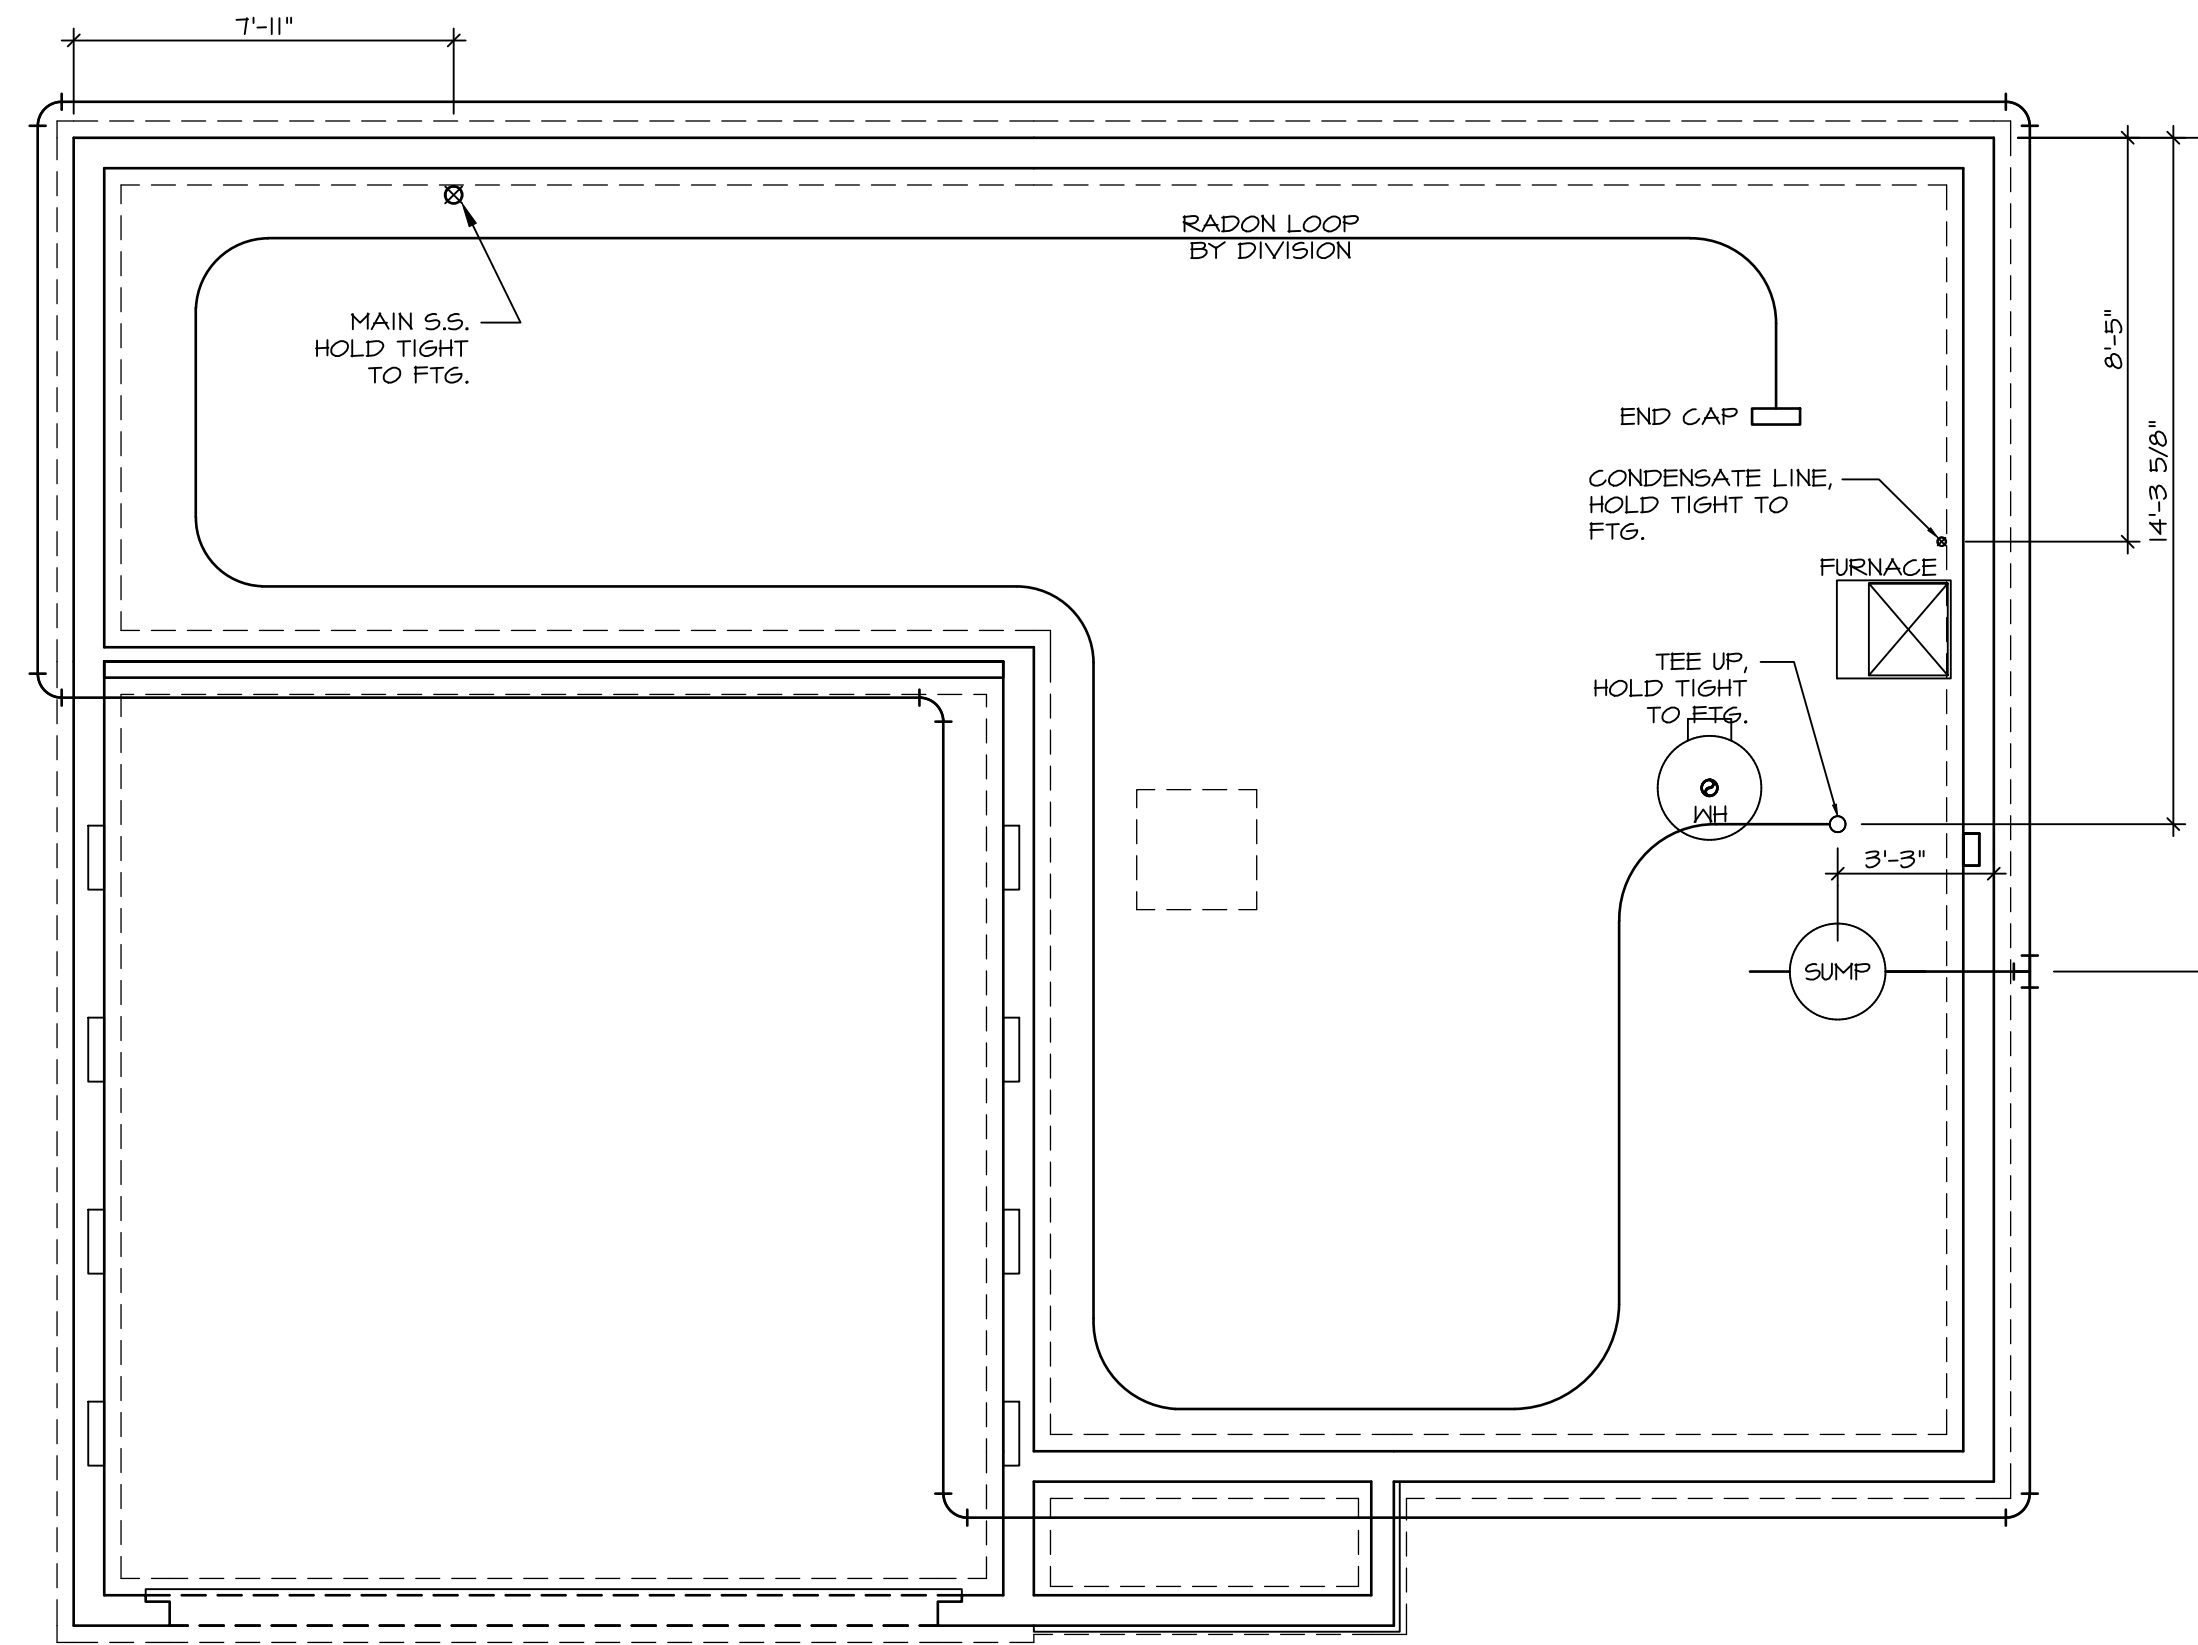 7'-11"
RADON LOOP
BY DIVISION
MAIN S.S.
HOLD TIGHT
TO FTG.
8'-5"
END CAP
14'-3 5/8"
CONDENSATE LINE,
HOLD TIGHT TO
FTG.
FURNACE
TEE UP,
HOLD TIGHT
TO FTG.
WH
3'-3"
SUMP